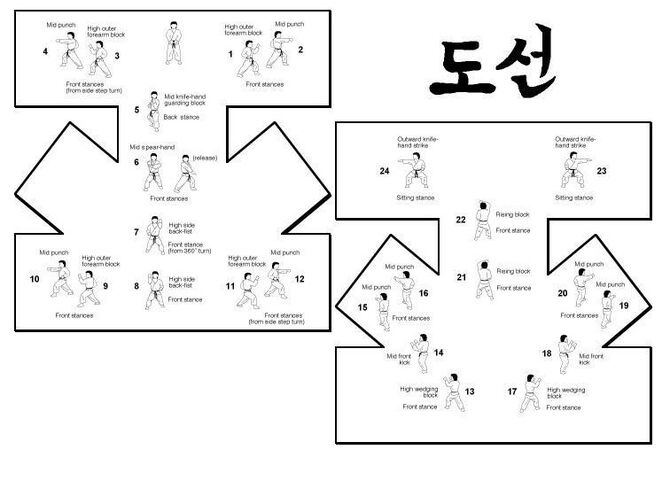 도선
Mid punch
High outer
forearm block
4
3
Front stances
(from side step turn)
High outer
forearm block
Mid punch
1
2
Front stances
5
Mid knife-hand
guarding block
Back stance
Mid spear-hand
6
(release)
Front stances
7
High side
back-fist
Front stance
(from 360° turn)
8
High side
back-fist
Front stance
Mid punch
High outer
forearm block
10
9
Front stances
High outer
forearm block
Mid punch
11
12
Front stances
(from side step turn)
Outward knife-
hand strike
24
Sitting stance
Outward knife-
hand strike
23
Sitting stance
22
Rising block
Front stance
21
Rising block
Front stance
Mid punch
Mid punch
16
15
Front stances
Mid punch
Mid punch
20
19
Front stances
Mid front
kick
14
18
Mid front
kick
High wedging
block
13
Front stance
17
High wedging
block
Front stance